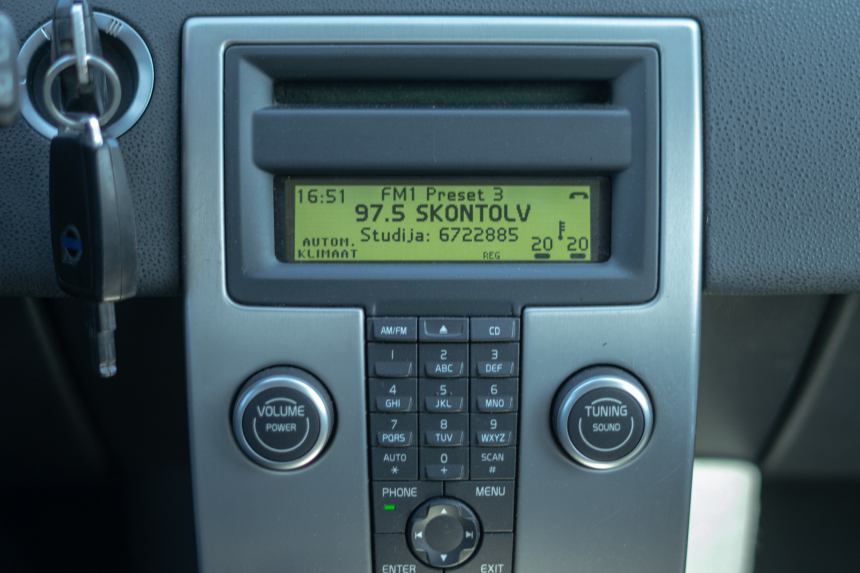 16:51 FM1 Preset 3
97.5 SKONTOLV
Studija: 6722885
AUTOM.
KLIMAAT
REG
20 20
AM/FM
CD
1
2
ABC
3
DEF
4
GHI
5
JKL
6
MNO
7
PQRS
8
TUV
9
WXYZ
AUTO
*
0
+
SCAN
#
VOLUME
POWER
TUNING
SOUND
PHONE
MENU
ENTER
EXIT